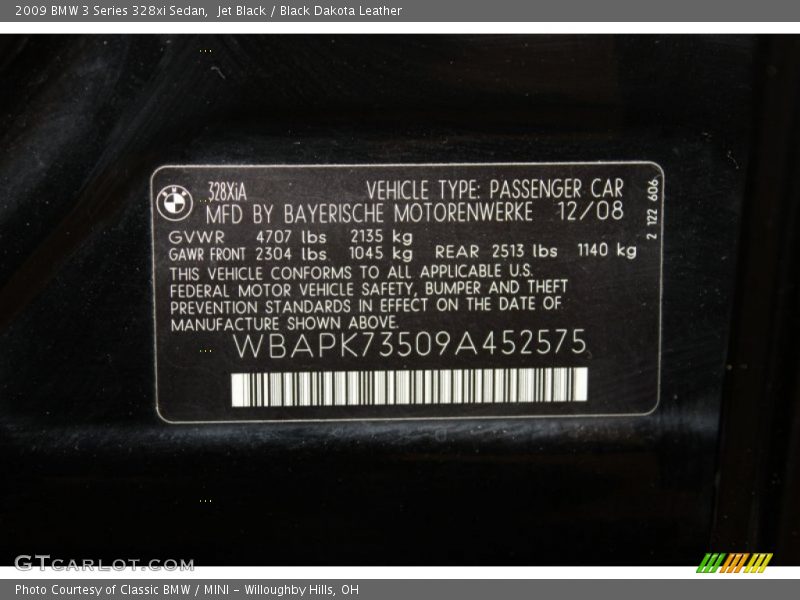 2009 BMW 3 Series 328xi Sedan, Jet Black / Black Dakota Leather
328XiA VEHICLE TYPE: PASSENGER CAR
MFD BY BAYERISCHE MOTORENWERKE 12/08
GVWR 4707 lbs 2135 kg
GAWR FRONT 2304 lbs 1045 kg REAR 2513 lbs 1140 kg
THIS VEHICLE CONFORMS TO ALL APPLICABLE U.S.
FEDERAL MOTOR VEHICLE SAFETY, BUMPER AND THEFT
PREVENTION STANDARDS IN EFFECT ON THE DATE OF
MANUFACTURE SHOWN ABOVE.
WBAPK73509A452575
2 122 606
GTCARLOT.COM
Photo Courtesy of Classic BMW / MINI - Willoughby Hills, OH